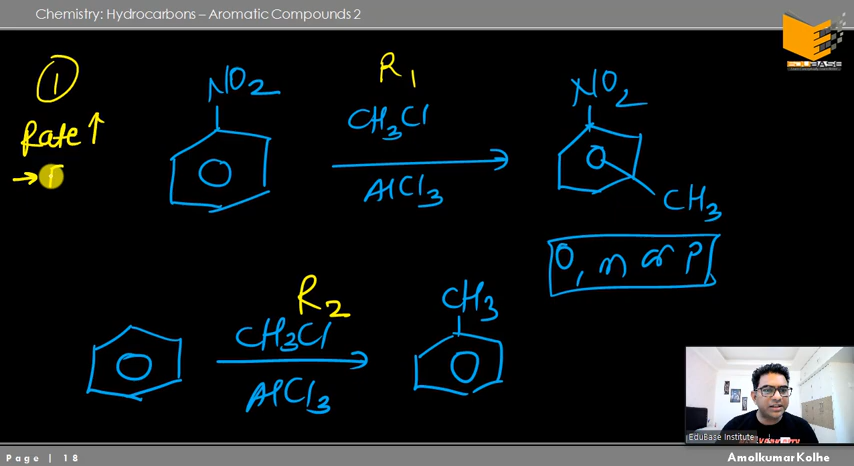 Chemistry: Hydrocarbons – Aromatic Compounds 2
EDUBASE
①
Rate ↑
→
NO2
R1
CH3Cl
AlCl3
NO2
CH3
O, m or P
R2
CH3Cl
AlCl3
CH3
EduBase Institute
Page | 18
AmolkumarKolhe